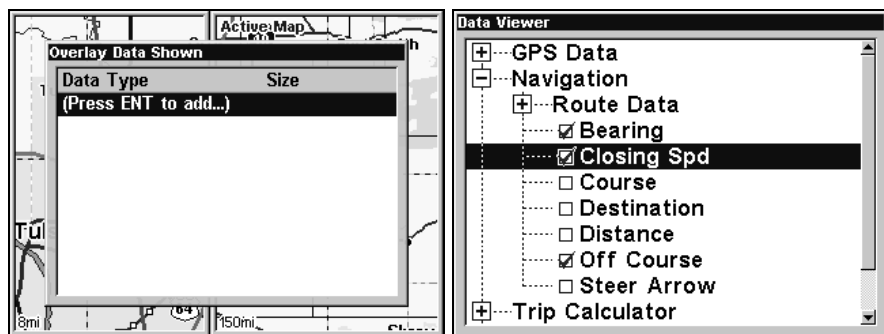 Active Map
Overlay Data Shown
Data Type Size
(Press ENT to add...)
Tul
64
8mi
150mi
Data Viewer
GPS Data
Navigation
Route Data
Bearing
Closing Spd
Course
Destination
Distance
Off Course
Steer Arrow
Trip Calculator